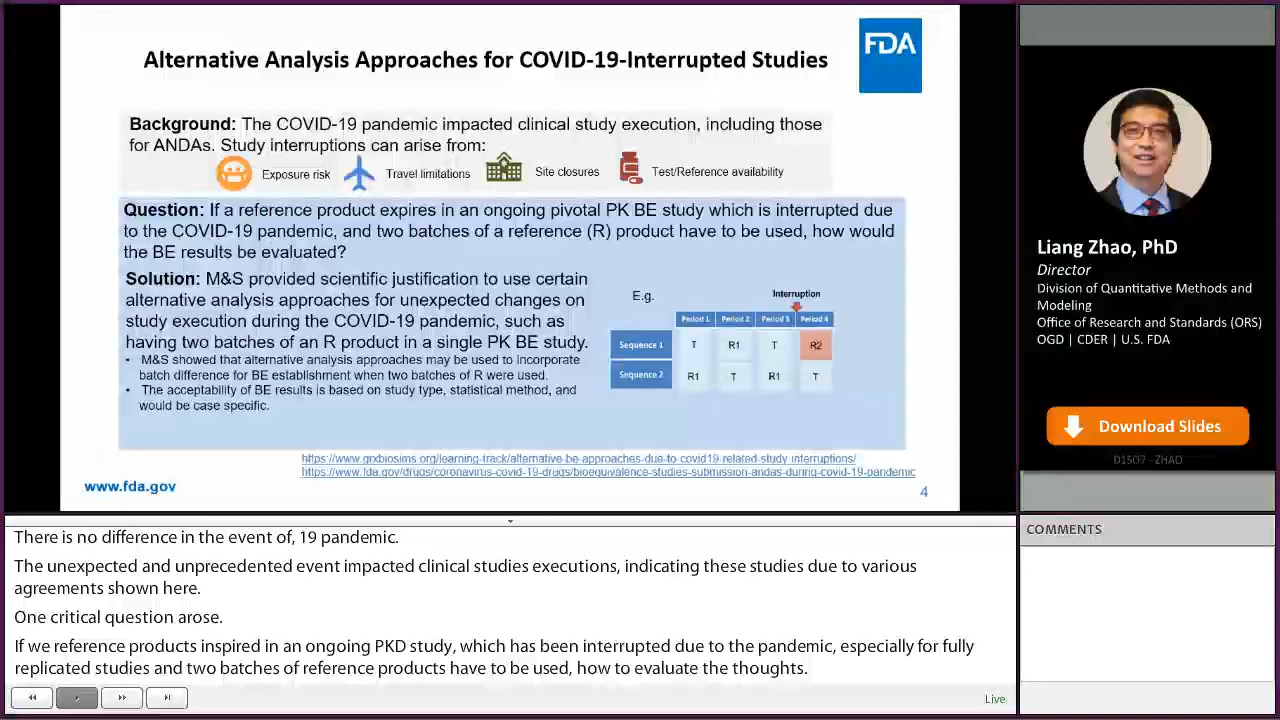 Alternative Analysis Approaches for COVID-19-Interrupted Studies
FDA
Background: The COVID-19 pandemic impacted clinical study execution, including those
for ANDAs. Study interruptions can arise from:
Exposure risk
Travel limitations
Site closures
Test/Reference availability
Question: If a reference product expires in an ongoing pivotal PK BE study which is interrupted due
to the COVID-19 pandemic, and two batches of a reference (R) product have to be used, how would
the BE results be evaluated?
Solution: M&S provided scientific justification to use certain
alternative analysis approaches for unexpected changes on
study execution during the COVID-19 pandemic, such as
having two batches of an R product in a single PK BE study.
• M&S showed that alternative analysis approaches may be used to incorporate
batch difference for BE establishment when two batches of R were used.
• The acceptability of BE results is based on study type, statistical method, and
would be case specific.
E.g.
Interruption
Period 1 Period 2 Period 3 Period 4
Sequence 1 T R1 T R2
Sequence 2 R1 T R1 T
https://www.grxbiosims.org/learning-track/alternative-be-approaches-due-to-covid19-related-study-interruptions/
https://www.fda.gov/drugs/coronavirus-covid-19-drugs/bioequivalence-studies-submission-andas-during-covid-19-pandemic
www.fda.gov
4
Liang Zhao, PhD
Director
Division of Quantitative Methods and
Modeling
Office of Research and Standards (ORS)
OGD | CDER | U.S. FDA
Download Slides
D1S07 - ZHAO
There is no difference in the event of, 19 pandemic.
The unexpected and unprecedented event impacted clinical studies executions, indicating these studies due to various
agreements shown here.
One critical question arose.
If we reference products inspired in an ongoing PKD study, which has been interrupted due to the pandemic, especially for fully
replicated studies and two batches of reference products have to be used, how to evaluate the thoughts.
Live
COMMENTS